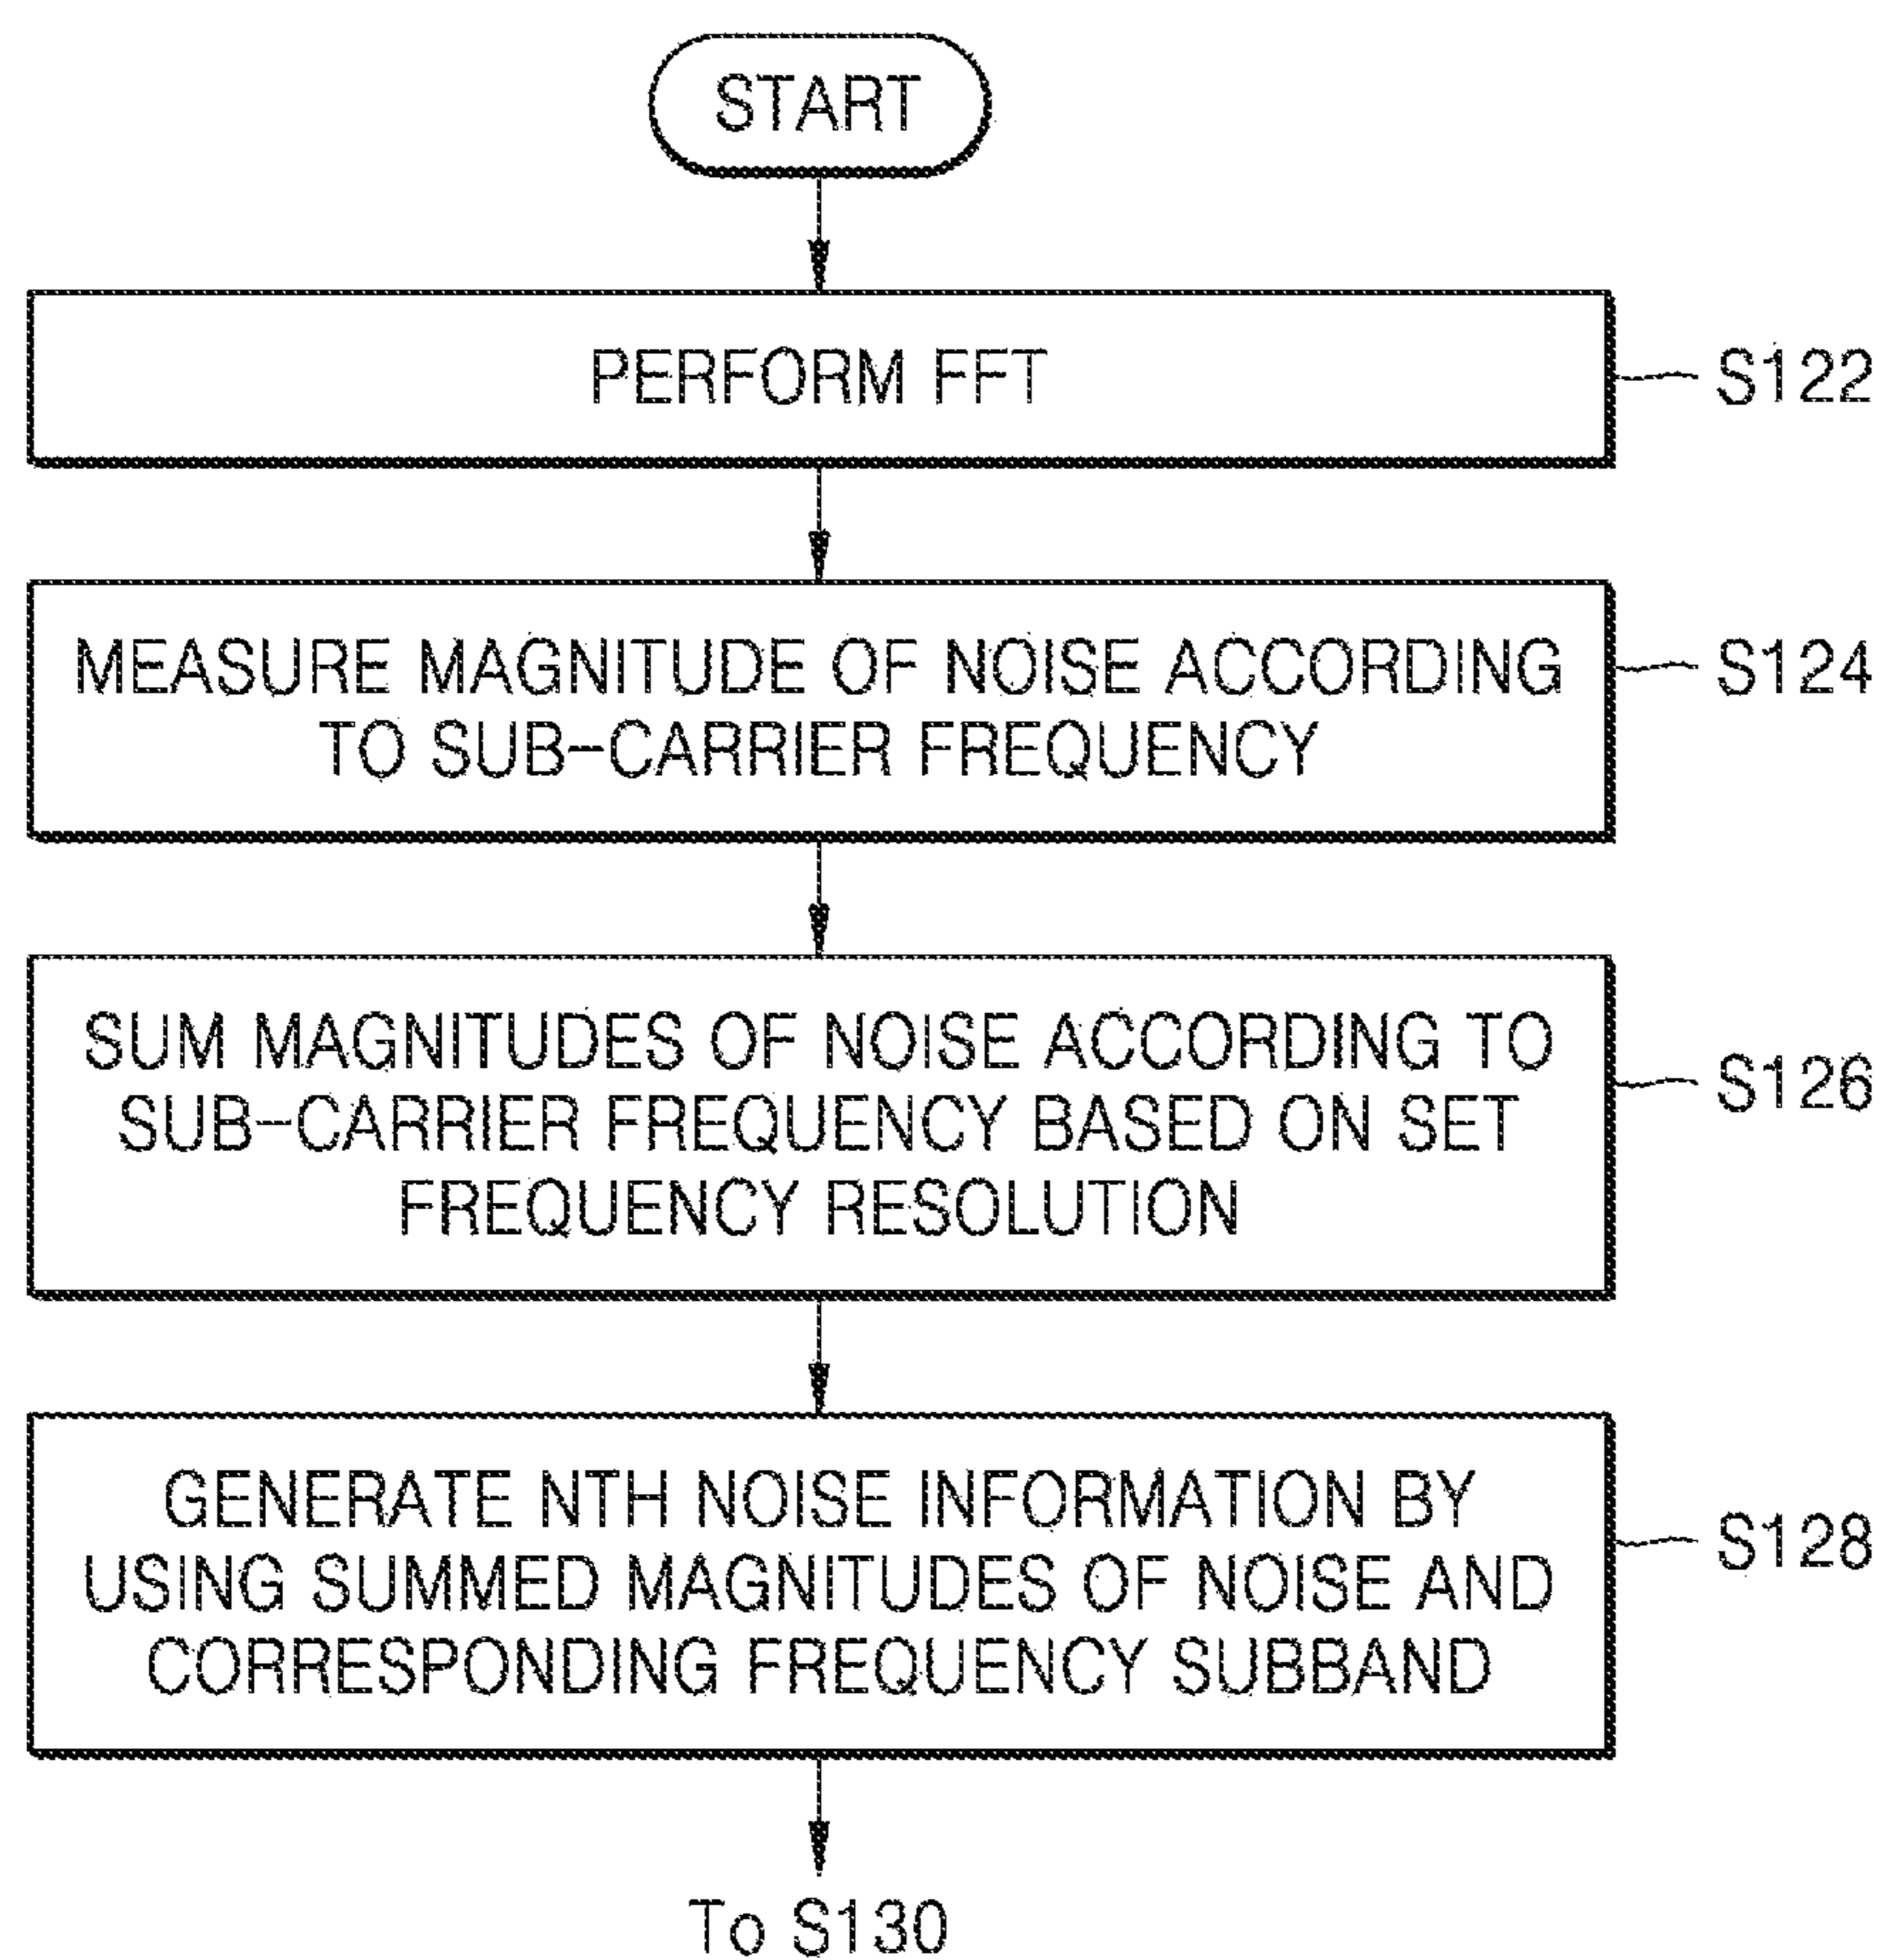 START
PERFORM FFT
S122
MEASURE MAGNITUDE OF NOISE ACCORDING
TO SUB-CARRIER FREQUENCY
S124
SUM MAGNITUDES OF NOISE ACCORDING TO
SUB-CARRIER FREQUENCY BASED ON SET
FREQUENCY RESOLUTION
S126
GENERATE NTH NOISE INFORMATION BY
USING SUMMED MAGNITUDES OF NOISE AND
CORRESPONDING FREQUENCY SUBBAND
S128
To S130